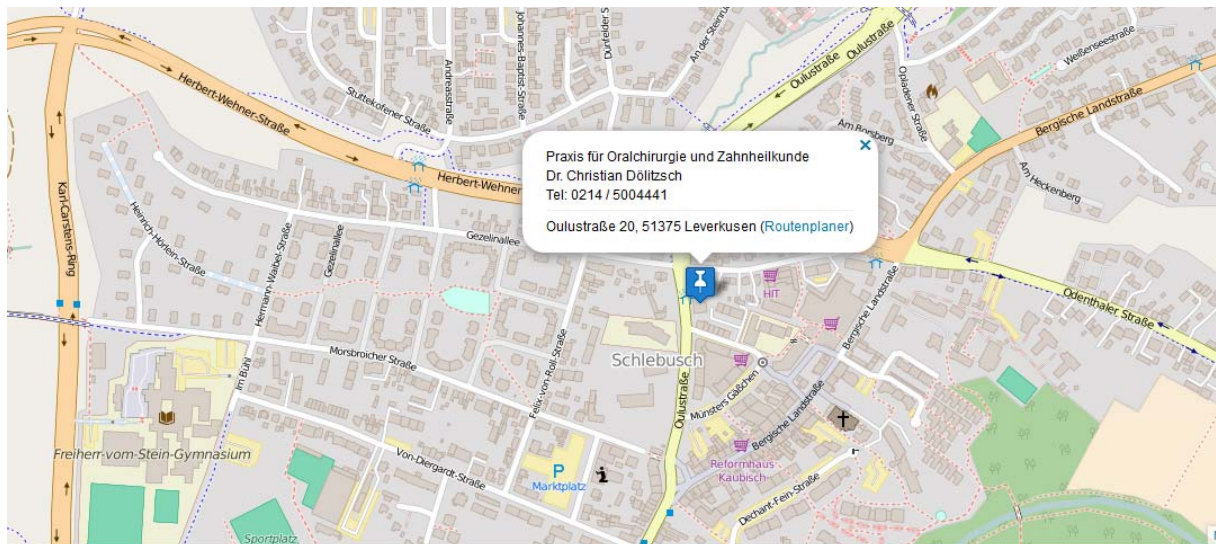 Johannes-Baptist-Straße
Dünfelder S
An der Steinrü
Oulustraße
Oulustraße
Weißenseestraße
Herbert-Wehner-Straße
Andreasstraße
Stüttekofener Straße
Opladener Straße
Bergische Landstraße
Am Borsberg
Am Heckenberg
Herbert-Wehner
Praxis für Oralchirurgie und Zahnheilkunde
Dr. Christian Dölitzsch
Tel: 0214 / 5004441
Oulustraße 20, 51375 Leverkusen (Routenplaner)
Karl-Carstens-Ring
Heinrich-Hörlein-Straße
Hermann-Waibel-Straße
Gezelinallee
Gezelinallee
HIT
Odenthaler Straße
Bergische Landstraße
Morsbroicher Straße
Schlebusch
Im Bühl
Felix-von-Roll-Straße
Oulustraße
Münsters Gäßchen
Bergische Landstraße
Freiherr-vom-Stein-Gymnasium
Von-Diergardt-Straße
P
Marktplatz
Reformhaus
Kaubisch
Dechant-Fein-Straße
Sportplatz